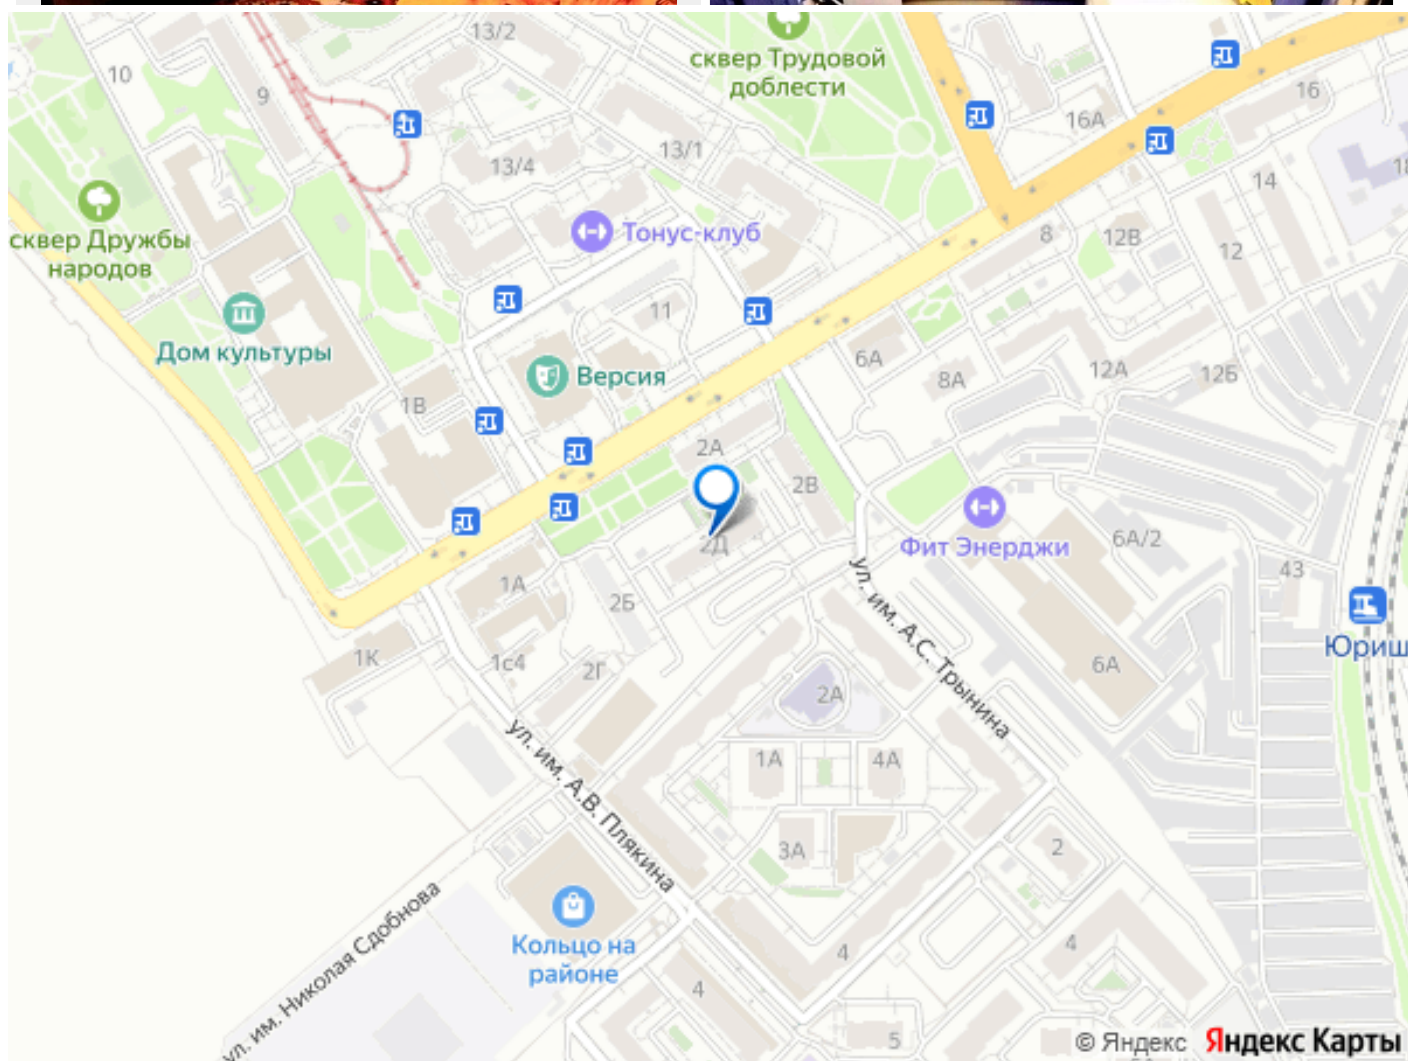 13/2
сквер Трудовой
доблести
10
9
16
16А
13/1
13/4
14
18
сквер Дружбы
народов
Тонус-клуб
8
12В
12
11
Дом культуры
6А
Версия
8А
12А
12Б
1В
2А
2В
Фит Энерджи
6А/2
2Д
43
1А
2Б
ул. им. А.С. Трынина
Юриш
1К
1с4
2Г
6А
2А
ул. им. А.В. Плякина
1А
4А
3А
2
ул. им. Николая Сдобнова
Кольцо на
районе
4
4
4
5
© Яндекс Яндекс Карты